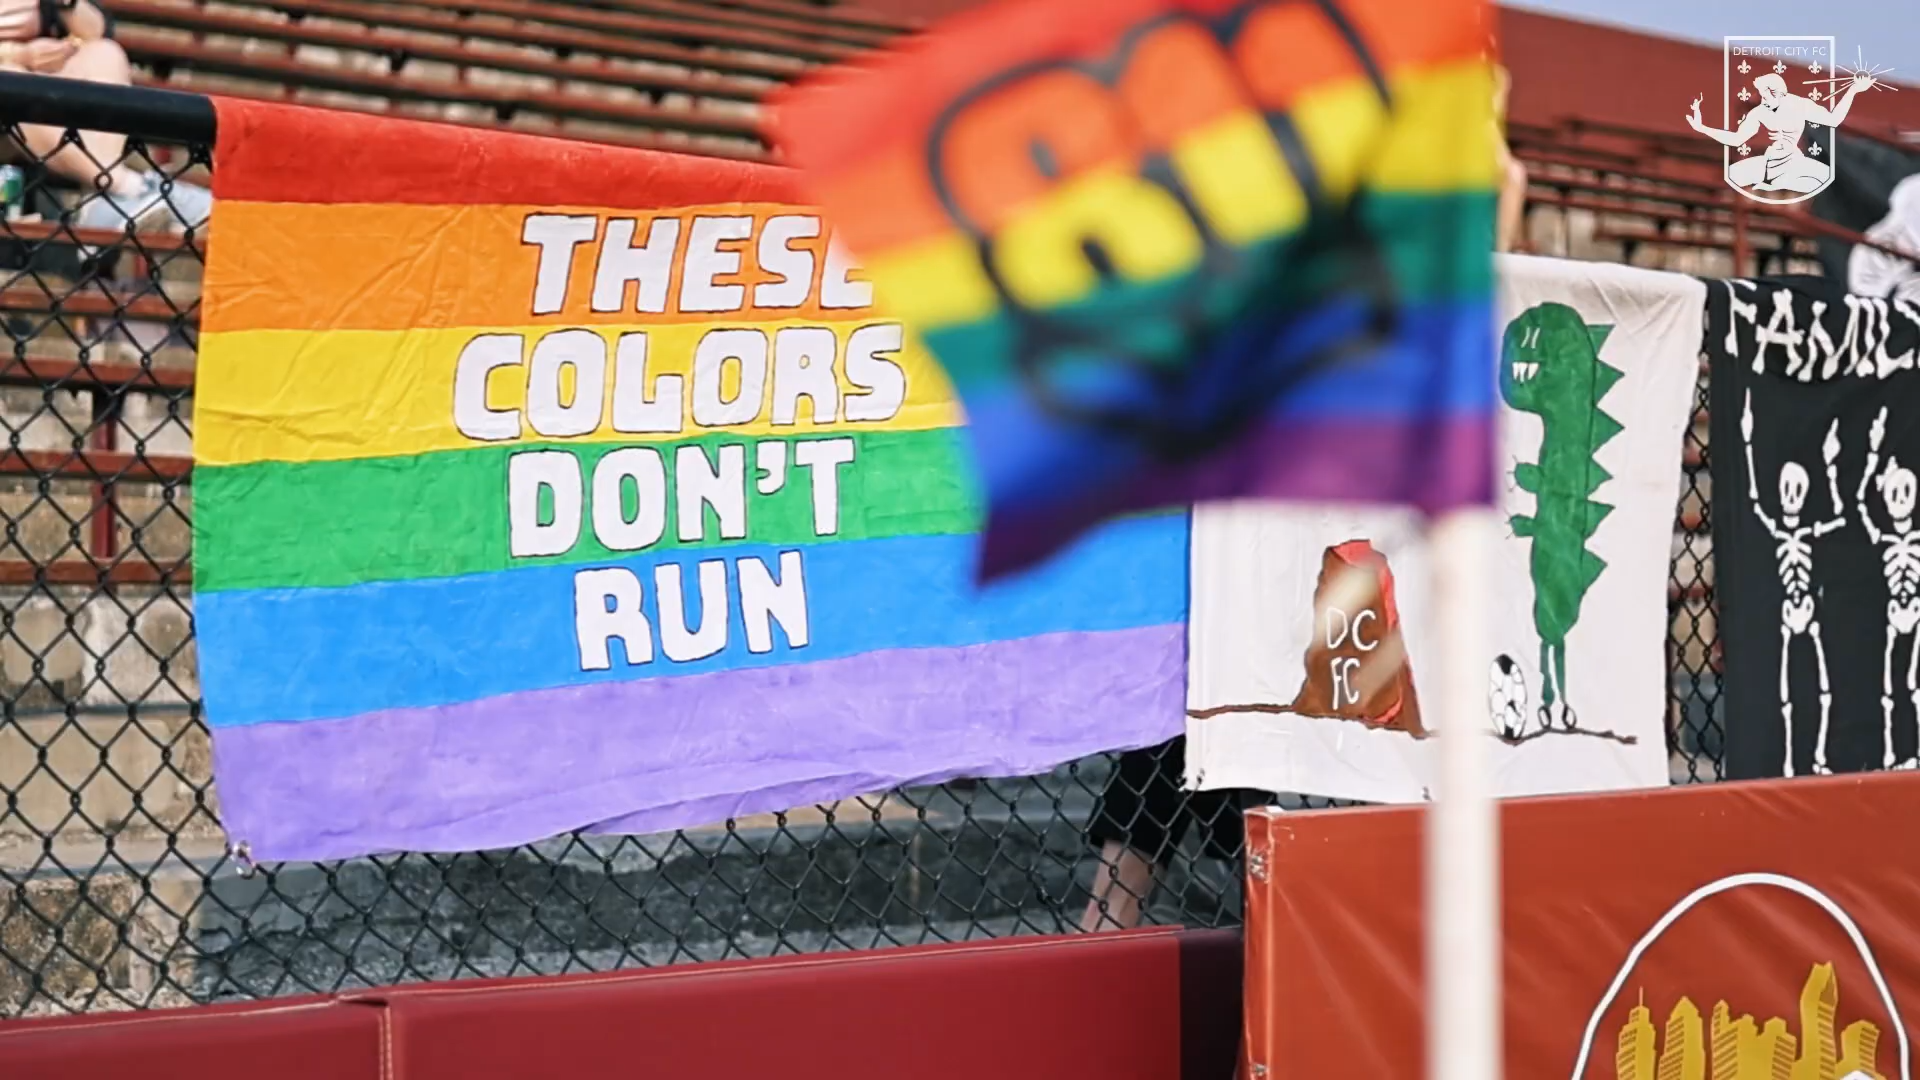 DETROIT CITY FC
THESE
COLORS
DON'T
RUN
DC
FC